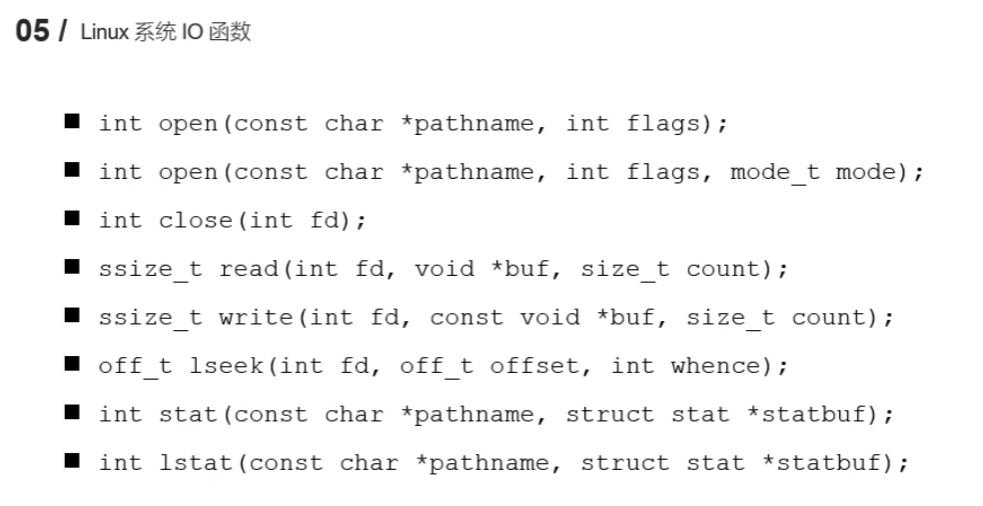 05 / Linux 系统 IO 函数
■ int open(const char *pathname, int flags);
■ int open(const char *pathname, int flags, mode_t mode);
■ int close(int fd);
■ ssize_t read(int fd, void *buf, size_t count);
■ ssize_t write(int fd, const void *buf, size_t count);
■ off_t lseek(int fd, off_t offset, int whence);
■ int stat(const char *pathname, struct stat *statbuf);
■ int lstat(const char *pathname, struct stat *statbuf);